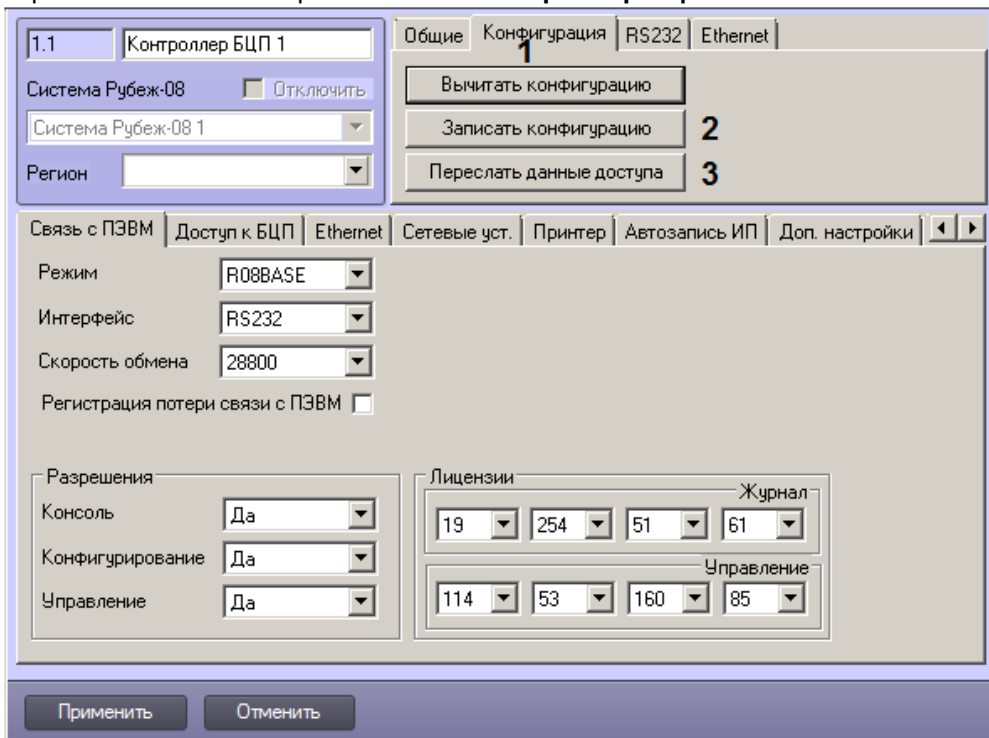 1.1 Контроллер БЦП 1
Система Рубеж-08 Отключить
Система Рубеж-08 1
Регион
Общие Конфигурация RS232 Ethernet
1
Вычитать конфигурацию
Записать конфигурацию 2
Переслать данные доступа 3
Связь с ПЭВМ Доступ к БЦП Ethernet Сетевые уст. Принтер Автозапись ИП Доп. настройки
Режим R08BASE
Интерфейс RS232
Скорость обмена 28800
Регистрация потери связи с ПЭВМ
Разрешения
Консоль Да
Конфигурирование Да
Управление Да
Лицензии
Журнал
19 254 51 61
Управление
114 53 160 85
Применить Отменить